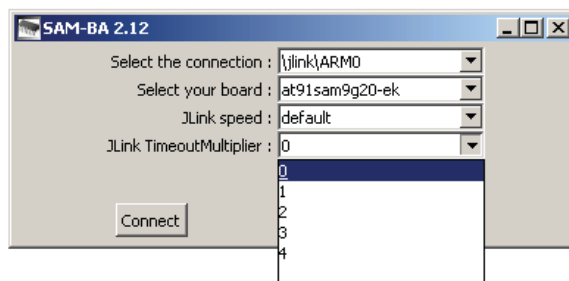 SAM-BA 2.12
Select the connection : \jlink\ARM0
Select your board : at91sam9g20-ek
JLink speed : default
JLink TimeoutMultiplier : 0
0
1
2
Connect
3
4